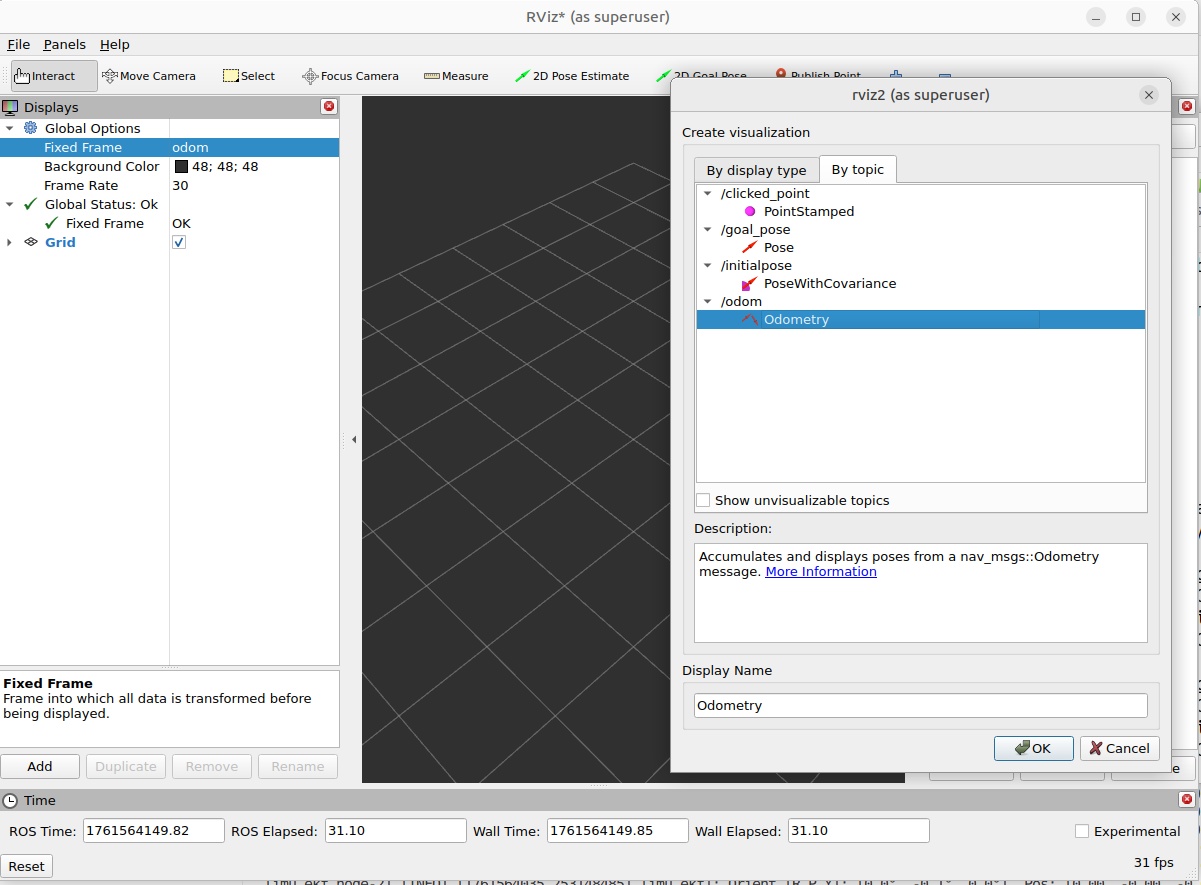 RViz* (as superuser)
File Panels Help
Interact Move Camera Select Focus Camera Measure 2D Pose Estimate 2D Goal Pose Publish Point
Displays
Global Options
Fixed Frame odom
Background Color 48; 48; 48
Frame Rate 30
Global Status: Ok
Fixed Frame OK
Grid
Fixed Frame
Frame into which all data is transformed before
being displayed.
Add Duplicate Remove Rename
rviz2 (as superuser)
Create visualization
By display type By topic
/clicked_point
PointStamped
/goal_pose
Pose
/initialpose
PoseWithCovariance
/odom
Odometry
Show unvisualizable topics
Description:
Accumulates and displays poses from a nav_msgs::Odometry
message. More Information
Display Name
Odometry
OK Cancel
Time
ROS Time: 1761564149.82 ROS Elapsed: 31.10 Wall Time: 1761564149.85 Wall Elapsed: 31.10 Experimental
Reset 31 fps